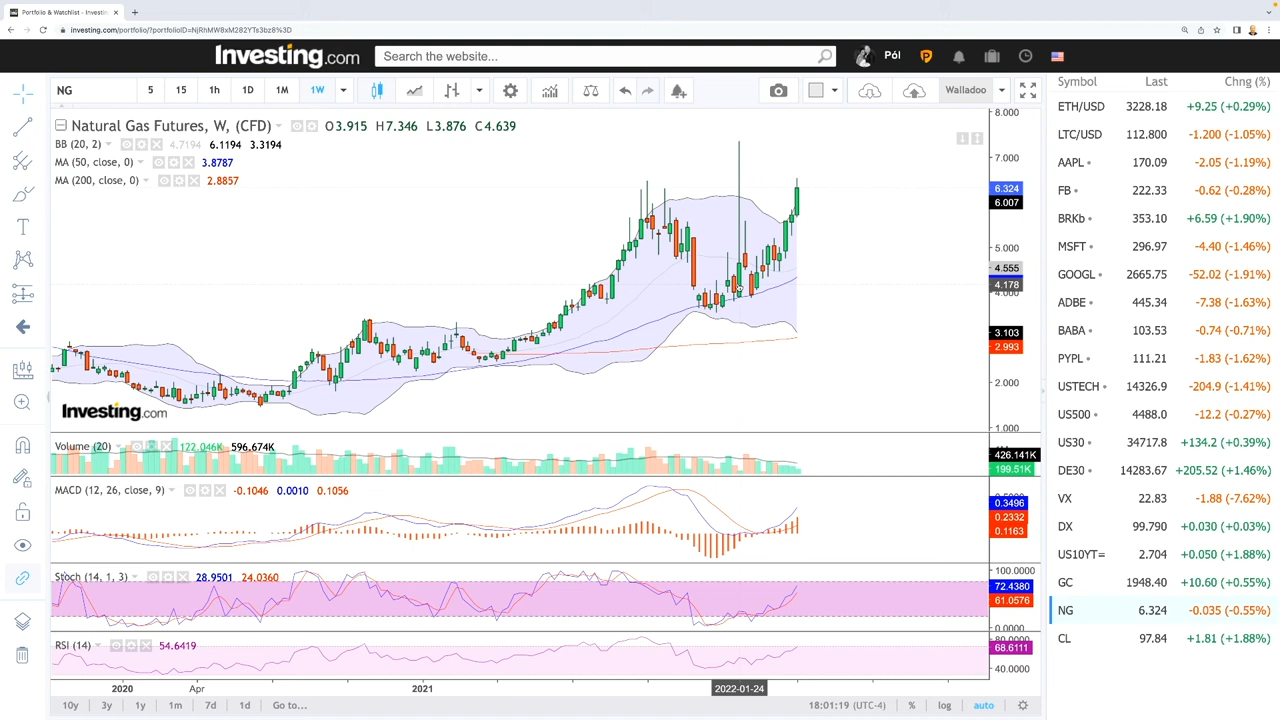 Portfolio & Watchlist - Investin
investing.com/portfolio/?portfolioID=NjRhMW8xM282YTs3bz8%3D
Investing.com Search the website... Pól
NG 5 15 1h 1D 1M 1W Walladoo
Natural Gas Futures, W, (CFD) O3.915 H7.346 L3.876 C4.639
BB (20, 2) 4.7194 6.1194 3.3194
MA (50, close, 0) 3.8787
MA (200, close, 0) 2.8857
8.000
7.000
6.324
6.007
5.000
4.555
4.178
4.000
3.103
2.993
2.000
1.000
Investing.com
Volume (20) 122.046K 596.674K
426.141K
199.51K
MACD (12, 26, close, 9) -0.1046 0.0010 0.1056
0.3496
0.2332
0.1163
Stoch (14, 1, 3) 28.9501 24.0360
100.0000
72.4380
61.0576
0.0000
RSI (14) 54.6419
80.0000
68.6111
40.0000
2020 Apr 2021 2022-01-24
10y 3y 1y 1m 7d 1d Go to... 18:01:19 (UTC-4) % log auto
Symbol Last Chng (%)
ETH/USD 3228.18 +9.25 (+0.29%)
LTC/USD 112.800 -1.200 (-1.05%)
AAPL 170.09 -2.05 (-1.19%)
FB 222.33 -0.62 (-0.28%)
BRKb 353.10 +6.59 (+1.90%)
MSFT 296.97 -4.40 (-1.46%)
GOOGL 2665.75 -52.02 (-1.91%)
ADBE 445.34 -7.38 (-1.63%)
BABA 103.53 -0.74 (-0.71%)
PYPL 111.21 -1.83 (-1.62%)
USTECH 14326.9 -204.9 (-1.41%)
US500 4488.0 -12.2 (-0.27%)
US30 34717.8 +134.2 (+0.39%)
DE30 14283.67 +205.52 (+1.46%)
VX 22.83 -1.88 (-7.62%)
DX 99.790 +0.030 (+0.03%)
US10YT= 2.704 +0.050 (+1.88%)
GC 1948.40 +10.60 (+0.55%)
NG 6.324 -0.035 (-0.55%)
CL 97.84 +1.81 (+1.88%)